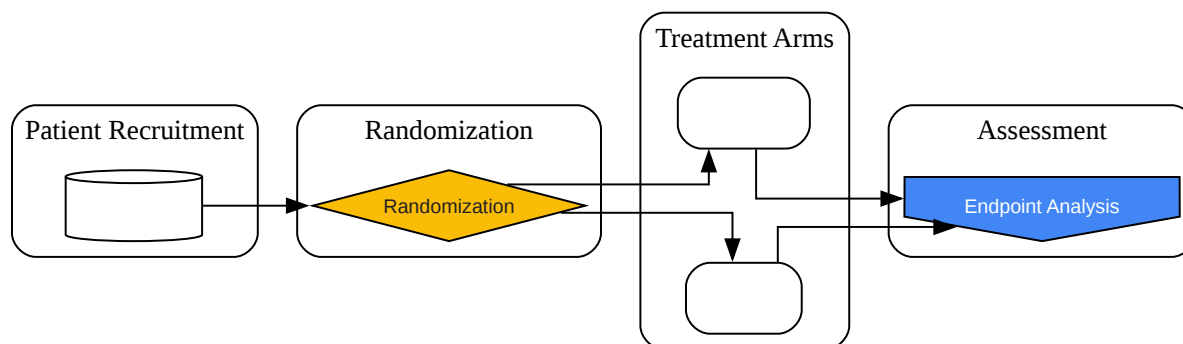 Patient Recruitment
Randomization
Randomization
Treatment Arms
Assessment
Endpoint Analysis